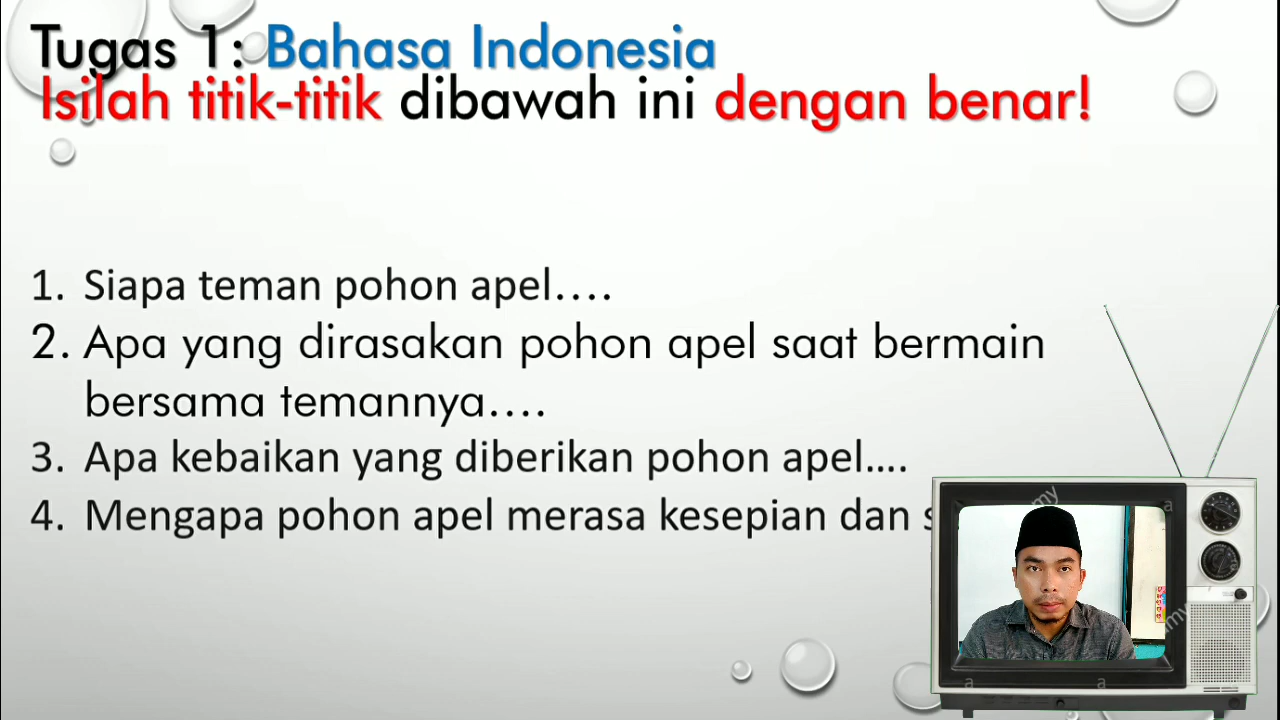 Tugas 1: Bahasa Indonesia
Isilah titik-titik dibawah ini dengan benar!
1. Siapa teman pohon apel....
2. Apa yang dirasakan pohon apel saat bermain
bersama temannya....
3. Apa kebaikan yang diberikan pohon apel....
4. Mengapa pohon apel merasa kesepian dan